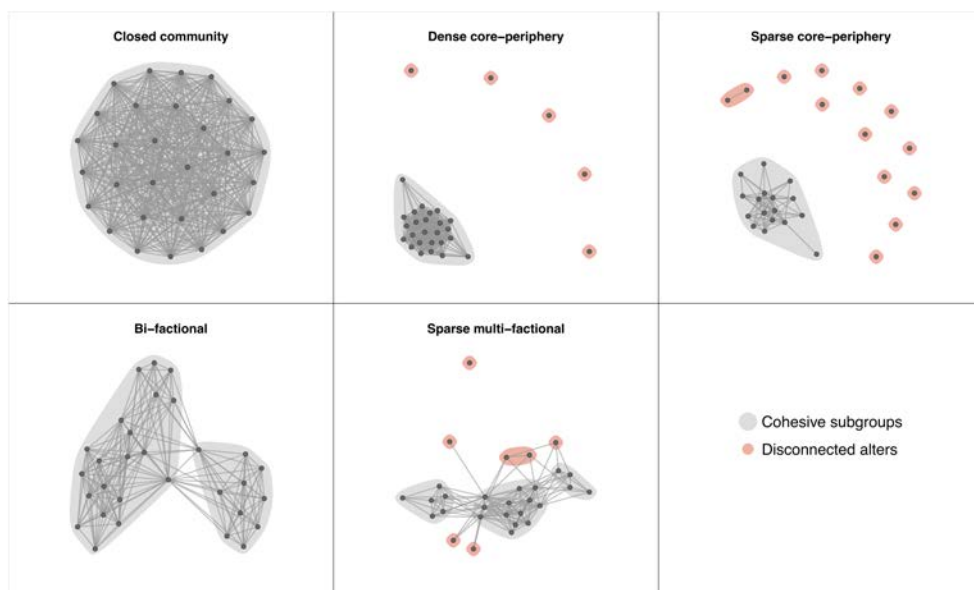 Closed community
Dense core–periphery
Sparse core–periphery
Bi–factional
Sparse multi–factional
Cohesive subgroups
Disconnected alters